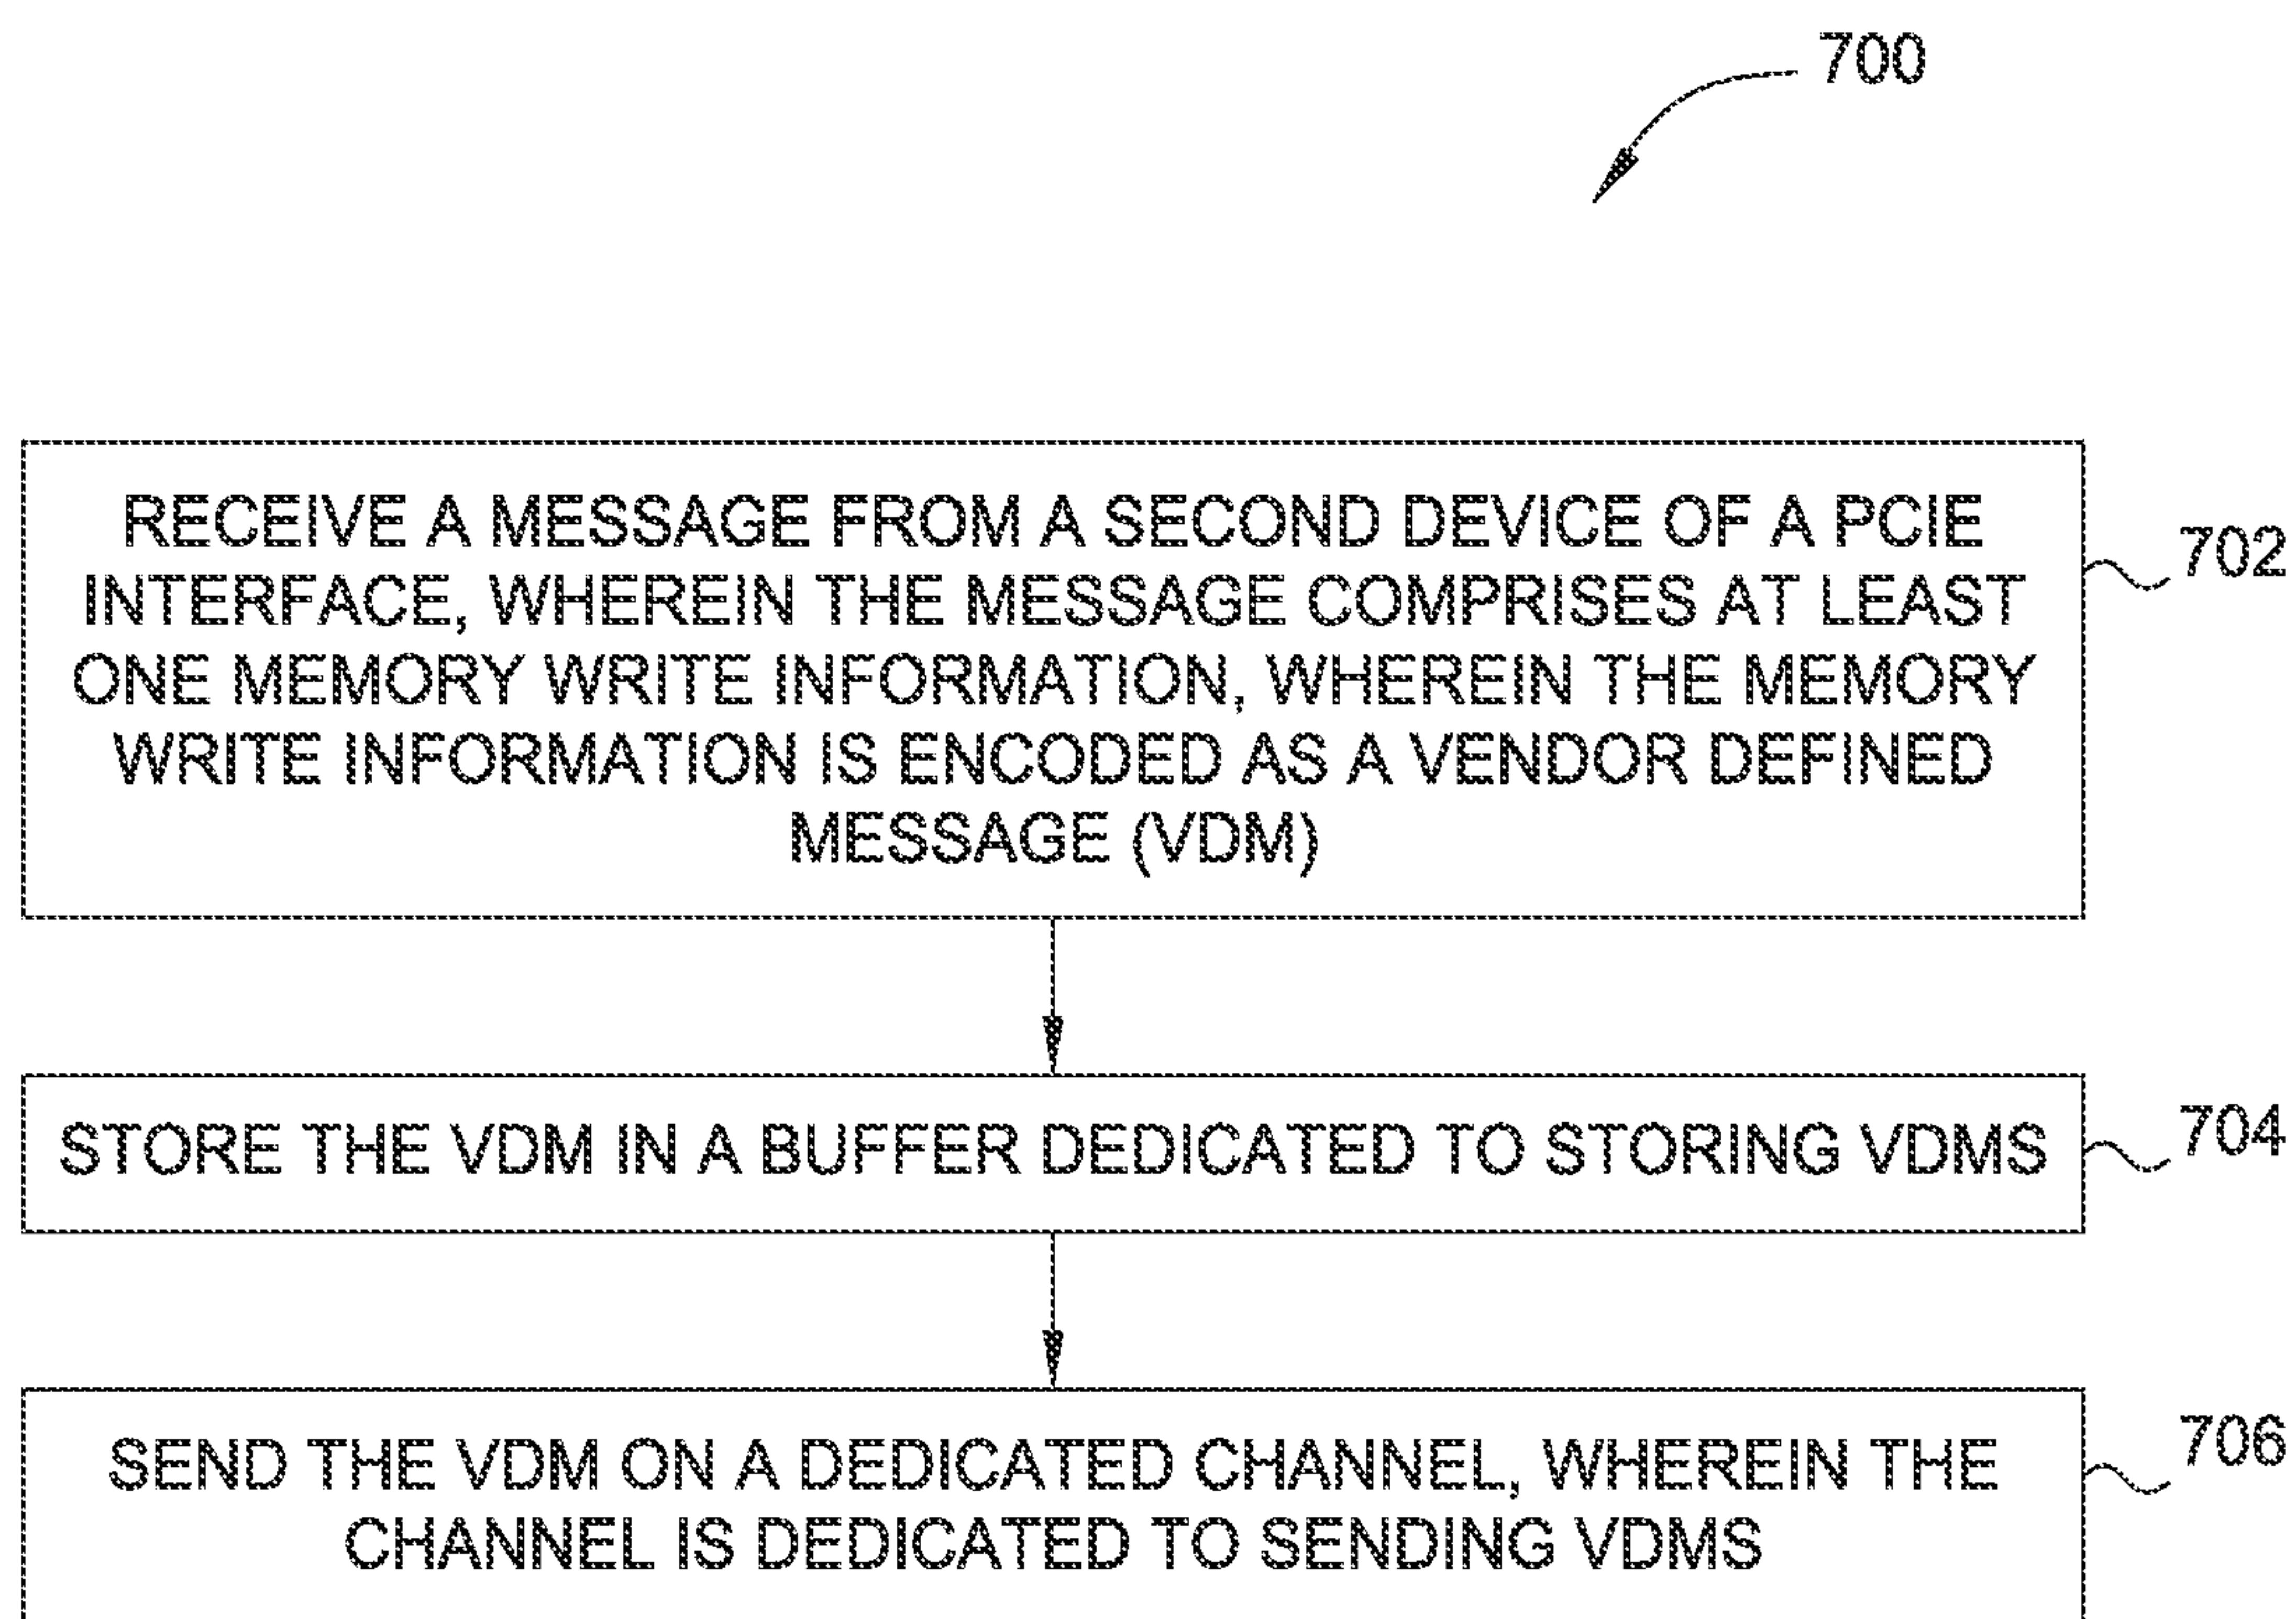 700
RECEIVE A MESSAGE FROM A SECOND DEVICE OF A PCIE
INTERFACE, WHEREIN THE MESSAGE COMPRISES AT LEAST
ONE MEMORY WRITE INFORMATION, WHEREIN THE MEMORY
WRITE INFORMATION IS ENCODED AS A VENDOR DEFINED
MESSAGE (VDM)
702
STORE THE VDM IN A BUFFER DEDICATED TO STORING VDMS
704
SEND THE VDM ON A DEDICATED CHANNEL, WHEREIN THE
CHANNEL IS DEDICATED TO SENDING VDMS
706